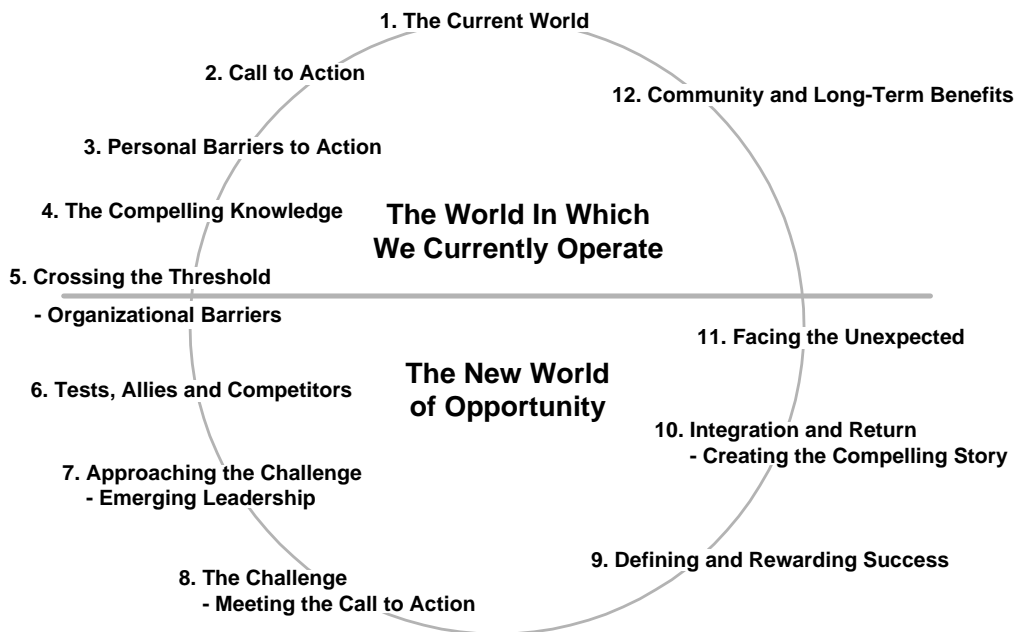 1. The Current World
2. Call to Action
12. Community and Long-Term Benefits
3. Personal Barriers to Action
4. The Compelling Knowledge
The World In Which
We Currently Operate
5. Crossing the Threshold
- Organizational Barriers
11. Facing the Unexpected
The New World
of Opportunity
6. Tests, Allies and Competitors
10. Integration and Return
- Creating the Compelling Story
7. Approaching the Challenge
- Emerging Leadership
9. Defining and Rewarding Success
8. The Challenge
- Meeting the Call to Action